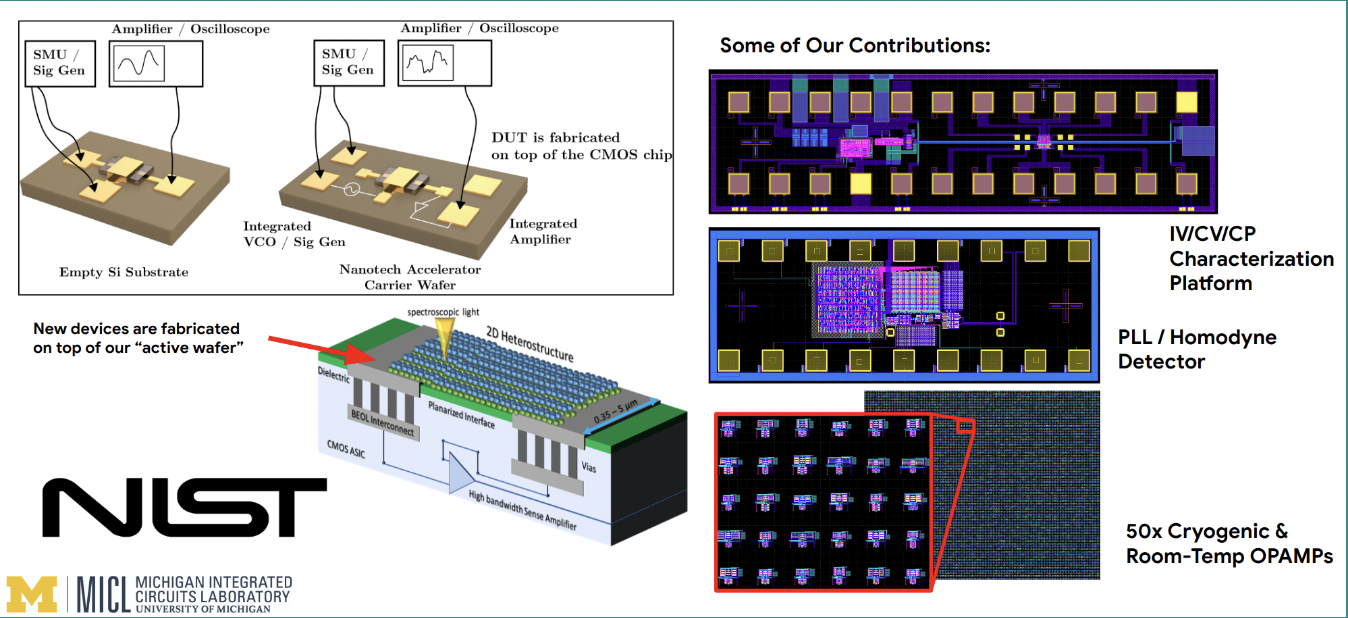 Amplifier / Oscilloscope
SMU /
Sig Gen
Amplifier / Oscilloscope
SMU /
Sig Gen
DUT is fabricated
on top of the CMOS chip
Integrated
VCO / Sig Gen
Integrated
Amplifier
Empty Si Substrate
Nanotech Accelerator
Carrier Wafer
New devices are fabricated
on top of our “active wafer”
spectroscopic light
2D Heterostructure
Dielectric
BEOL Interconnect
Planarized Interface
0.35 – 5 μm
CMOS ASIC
Vias
High bandwidth Sense Amplifier
NIST
M | MICL
MICHIGAN INTEGRATED
CIRCUITS LABORATORY
UNIVERSITY OF MICHIGAN
Some of Our Contributions:
IV/CV/CP
Characterization
Platform
PLL / Homodyne
Detector
50x Cryogenic &
Room-Temp OPAMPs